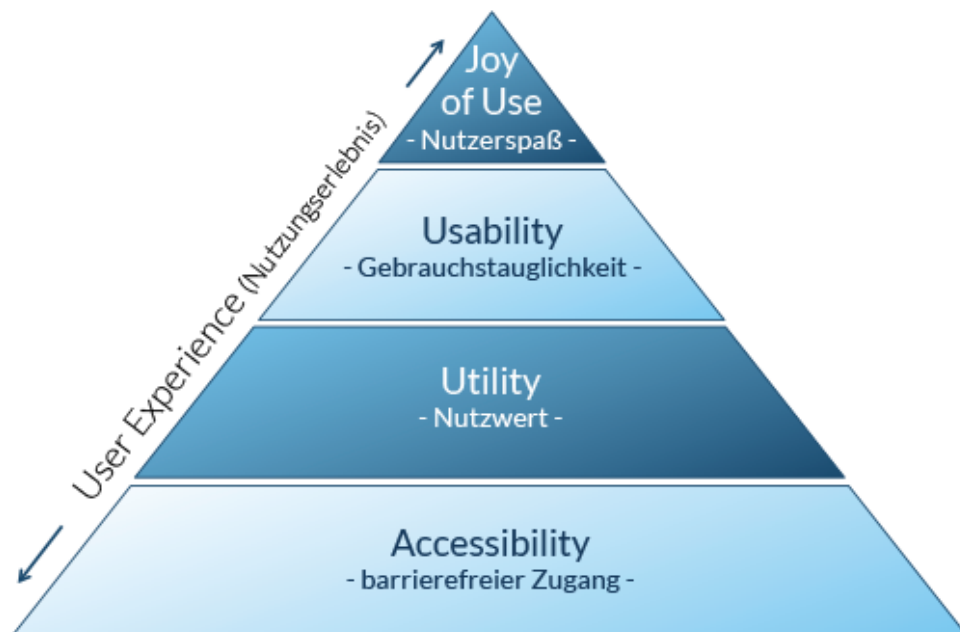 Joy
of Use
- Nutzerspaß -
User Experience (Nutzungserlebnis)
Usability
- Gebrauchstauglichkeit -
Utility
- Nutzwert -
Accessibility
- barrierefreier Zugang -